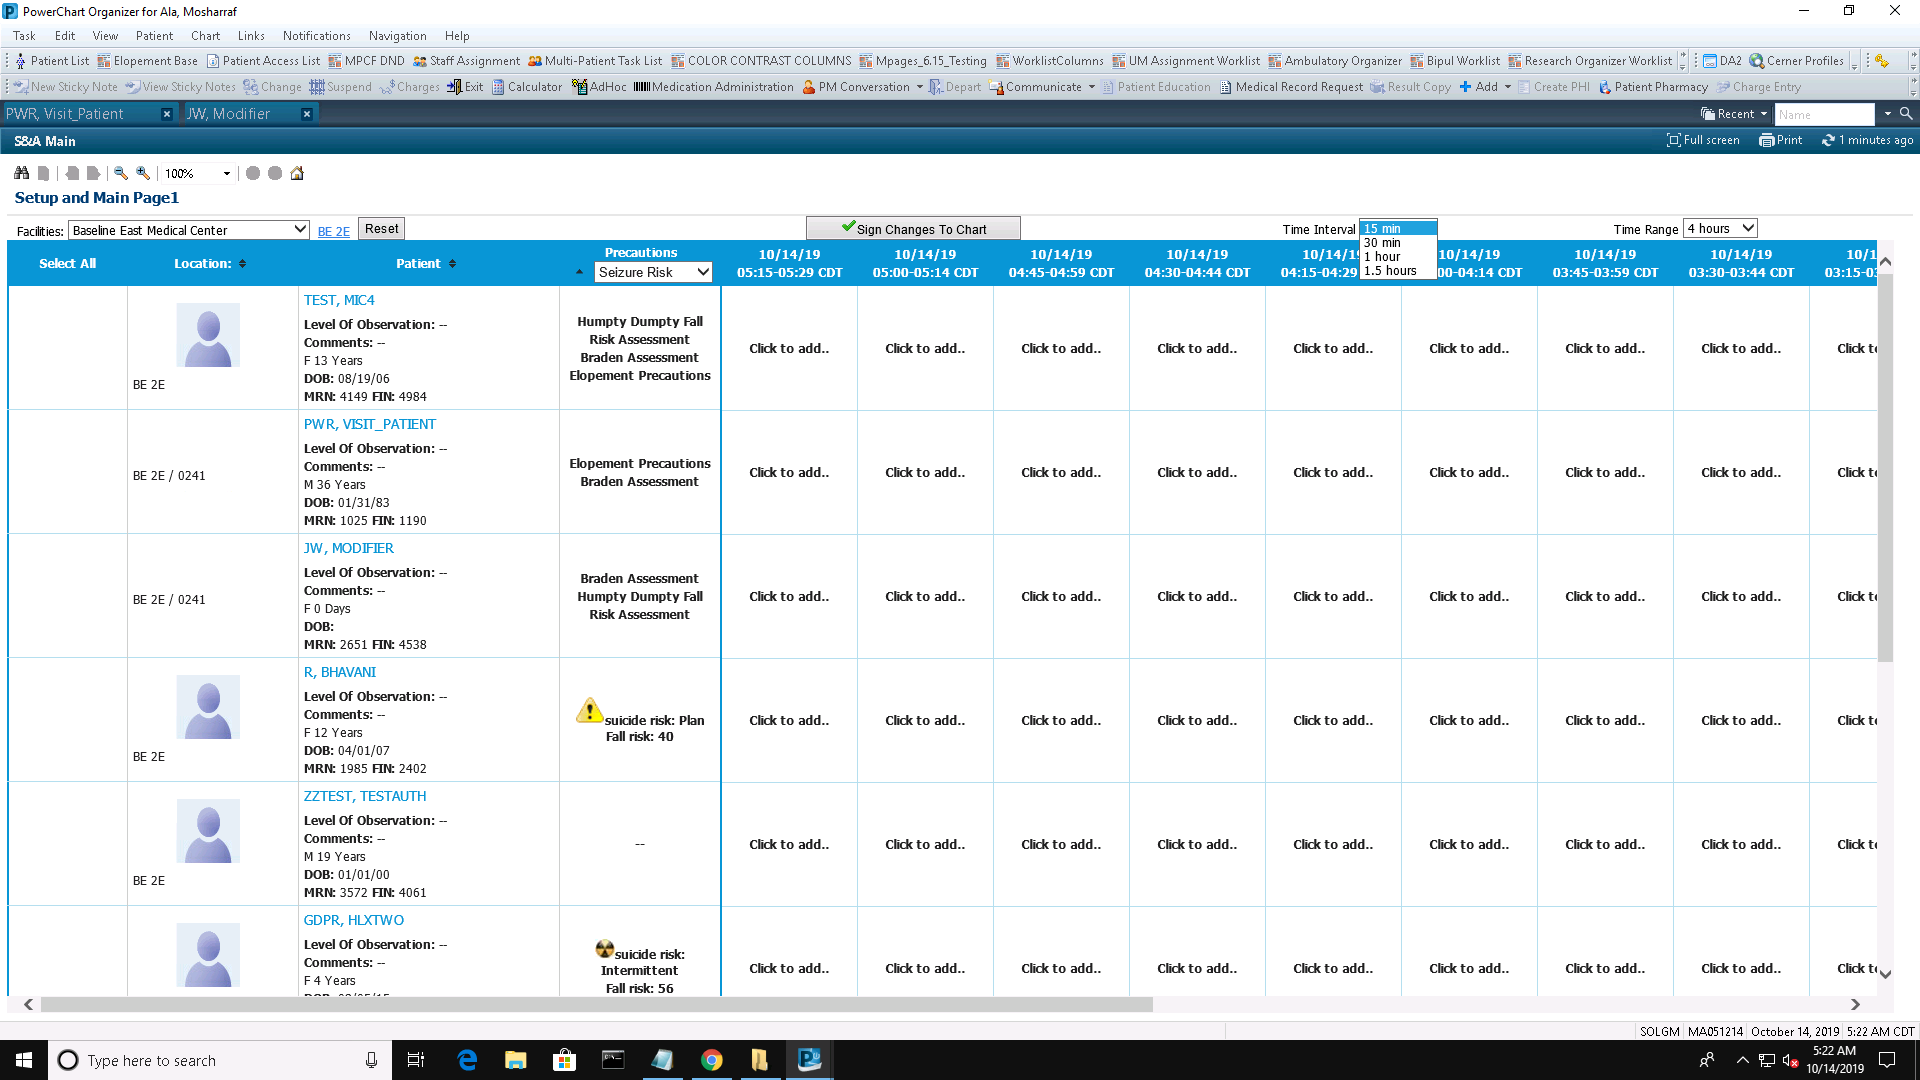 PowerChart Organizer for Ala, Mosharraf
Task Edit View Patient Chart Links Notifications Navigation Help
Patient List Elopement Base Patient Access List MPCF DND Staff Assignment Multi-Patient Task List COLOR CONTRAST COLUMNS Mpages_6.15_Testing WorklistColumns UM Assignment Worklist Ambulatory Organizer Bipul Worklist Research Organizer Worklist DA2 Cerner Profiles
New Sticky Note View Sticky Notes Change Suspend Charges Exit Calculator AdHoc Medication Administration PM Conversation Depart Communicate Patient Education Medical Record Request Result Copy Add Create PHI Patient Pharmacy Charge Entry
PWR, Visit_Patient JW, Modifier Recent Name
S&A Main Full screen Print 1 minutes ago
100%
Setup and Main Page1
Facilities: Baseline East Medical Center BE 2E Reset Sign Changes To Chart Time Interval 15 min Time Range 4 hours
30 min
1 hour
1.5 hours
Select All Location: Patient Precautions
Seizure Risk
10/14/19 10/14/19 10/14/19 10/14/19 10/14/19 10/14/19 10/14/19 10/14/19 10/1
05:15-05:29 CDT 05:00-05:14 CDT 04:45-04:59 CDT 04:30-04:44 CDT 04:15-04:29 00-04:14 CDT 03:45-03:59 CDT 03:30-03:44 CDT 03:15-03
TEST, MIC4
Level Of Observation: --
Comments: --
F 13 Years
DOB: 08/19/06
MRN: 4149 FIN: 4984
BE 2E
Humpty Dumpty Fall
Risk Assessment
Braden Assessment
Elopement Precautions
Click to add.. Click to add.. Click to add.. Click to add.. Click to add.. Click to add.. Click to add.. Click to add.. Click to
PWR, VISIT_PATIENT
Level Of Observation: --
Comments: --
M 36 Years
DOB: 01/31/83
MRN: 1025 FIN: 1190
BE 2E / 0241
Elopement Precautions
Braden Assessment
Click to add.. Click to add.. Click to add.. Click to add.. Click to add.. Click to add.. Click to add.. Click to add.. Click to
JW, MODIFIER
Level Of Observation: --
Comments: --
F 0 Days
DOB:
MRN: 2651 FIN: 4538
BE 2E / 0241
Braden Assessment
Humpty Dumpty Fall
Risk Assessment
Click to add.. Click to add.. Click to add.. Click to add.. Click to add.. Click to add.. Click to add.. Click to add.. Click to
R, BHAVANI
Level Of Observation: --
Comments: --
F 12 Years
DOB: 04/01/07
MRN: 1985 FIN: 2402
BE 2E
suicide risk: Plan
Fall risk: 40
Click to add.. Click to add.. Click to add.. Click to add.. Click to add.. Click to add.. Click to add.. Click to add.. Click to
ZZTEST, TESTAUTH
Level Of Observation: --
Comments: --
M 19 Years
DOB: 01/01/00
MRN: 3572 FIN: 4061
BE 2E
--
Click to add.. Click to add.. Click to add.. Click to add.. Click to add.. Click to add.. Click to add.. Click to add.. Click to
GDPR, HLXTWO
Level Of Observation: --
Comments: --
F 4 Years
suicide risk:
Intermittent
Fall risk: 56
Click to add.. Click to add.. Click to add.. Click to add.. Click to add.. Click to add.. Click to add.. Click to add.. Click to
SOLGM MA051214 October 14, 2019 5:22 AM CDT
Type here to search
5:22 AM
10/14/2019